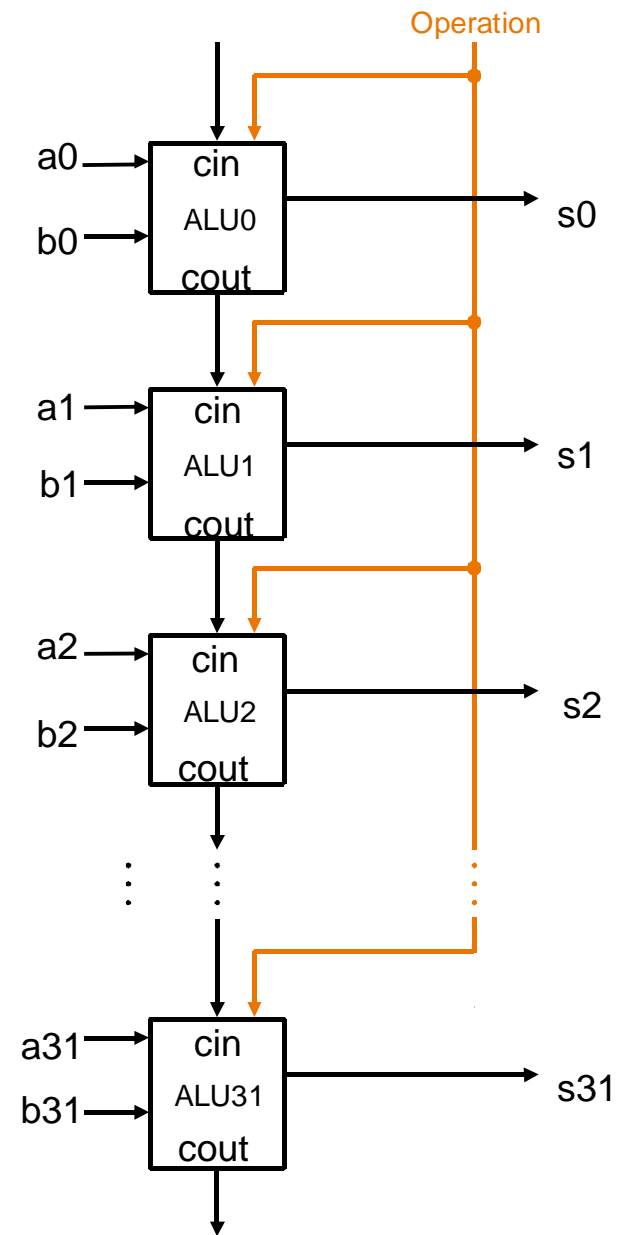 Operation
a0
cin
ALU0
s0
b0
cout
a1
cin
ALU1
s1
b1
cout
a2
cin
ALU2
s2
b2
cout
a31
cin
ALU31
s31
b31
cout